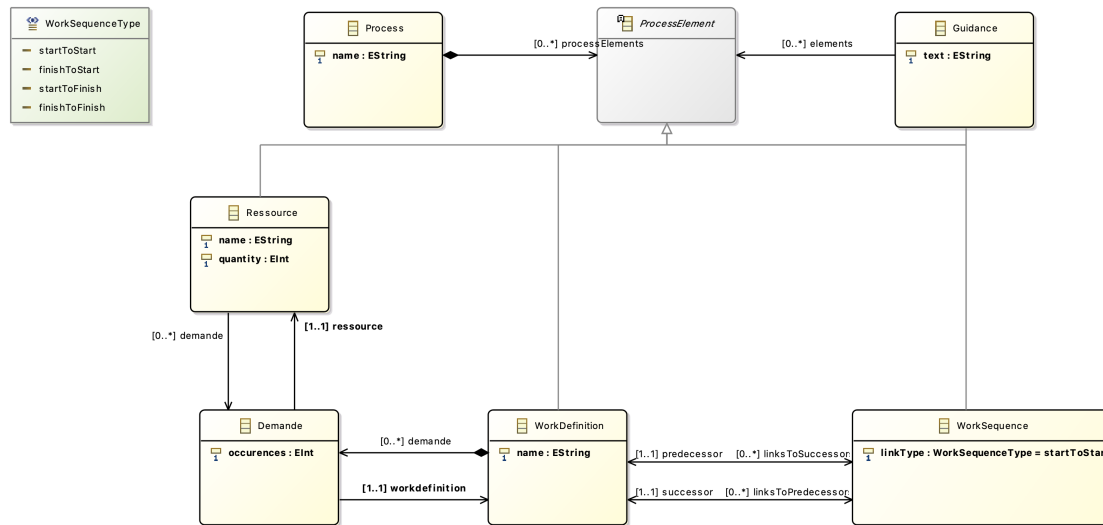 WorkSequenceType
startToStart
finishToStart
startToFinish
finishToFinish
Process
name : EString
[0..*] processElements
ProcessElement
[0..*] elements
Guidance
text : EString
Ressource
name : EString
quantity : EInt
[0..*] demande
[1..1] ressource
Demande
occurences : EInt
[0..*] demande
[1..1] workdefinition
WorkDefinition
name : EString
[1..1] predecessor
[0..*] linksToSuccessor
[1..1] successor
[0..*] linksToPredecessor
WorkSequence
linkType : WorkSequenceType = startToStar